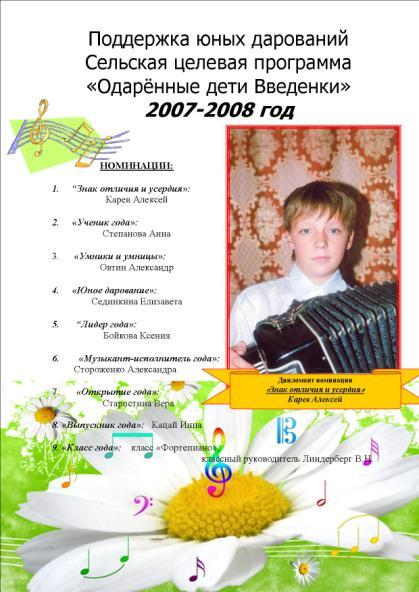 Поддержка юных дарований
Сельская целевая программа
«Одарённые дети Введенки»
2007-2008 год
НОМИНАЦИИ:
1. "Знак отличия и усердия»:
Карев Алексей
2. «Ученик года»:
Степанова Анна
3. «Умники и умницы»:
Овтин Александр
4. «Юное дарование»:
Сединкина Елизавета
5. "Лидер года»:
Бойкова Ксения
6. «Музыкант-исполнитель года»:
Стороженко Александра
7. «Открытие года»:
Старостина Вера
8. «Выпускник года»: Кацай Инна
9. «Класс года»: класс «Фортепиано»,
классный руководитель Линдерберг В.Н.
Дипломант номинации
«Знак отличия и усердия»
Карев Алексей